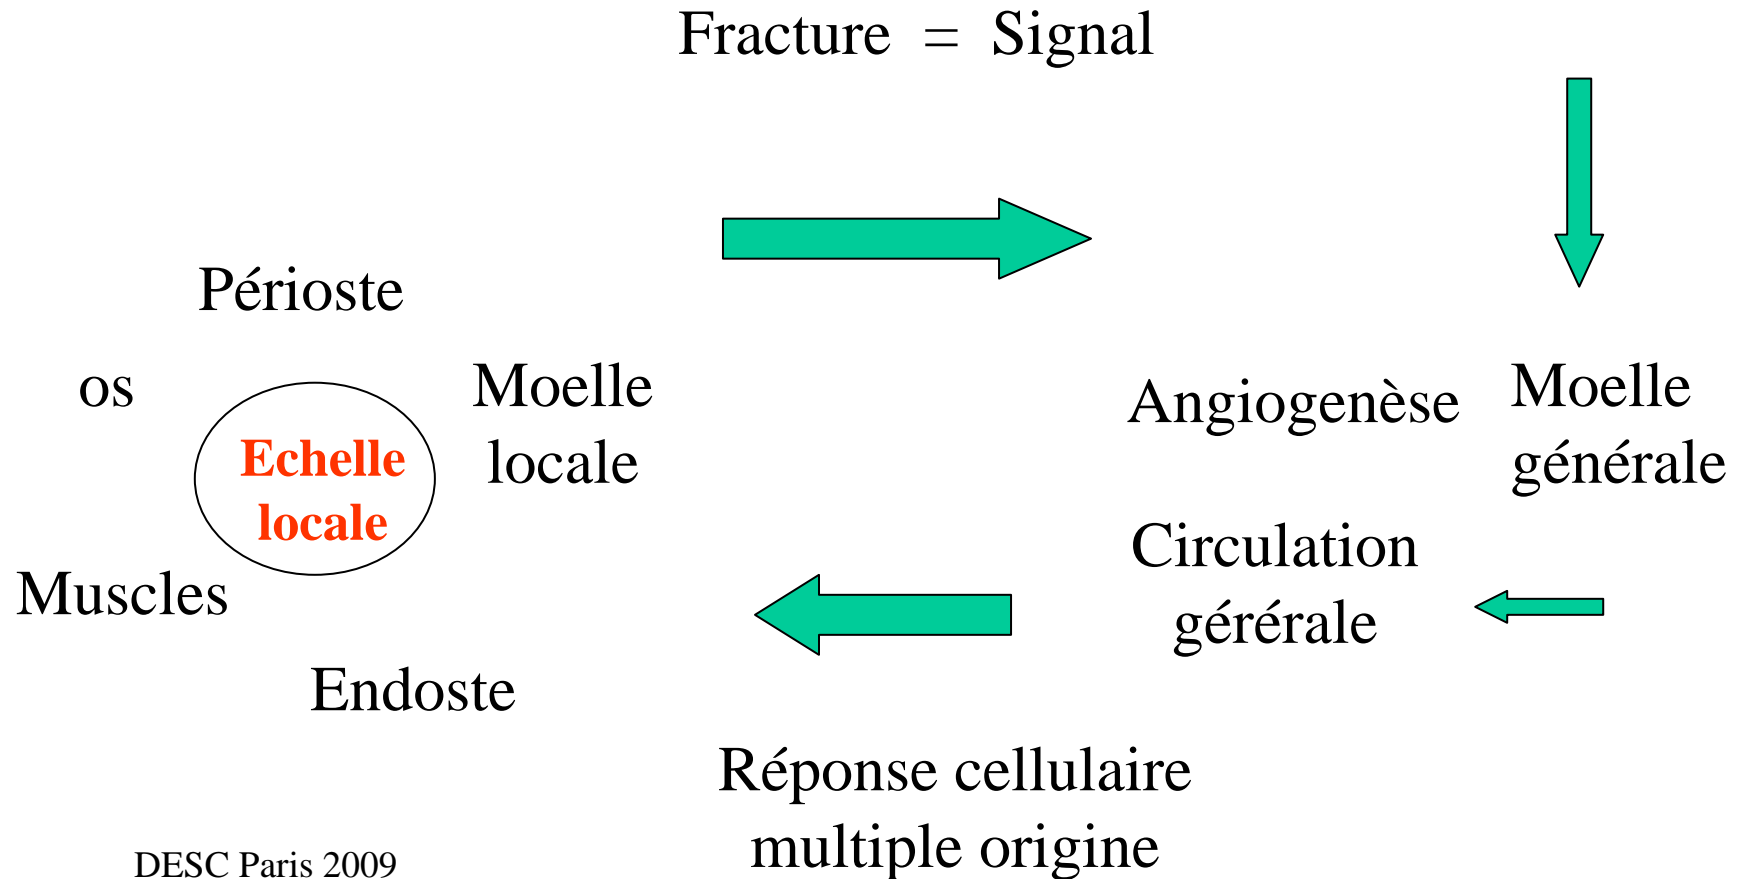 Fracture = Signal
Périoste
os
Moelle
locale
Echelle
locale
Muscles
Endoste
Angiogenèse
Moelle
générale
Circulation
gérérale
Réponse cellulaire
multiple origine
DESC Paris 2009